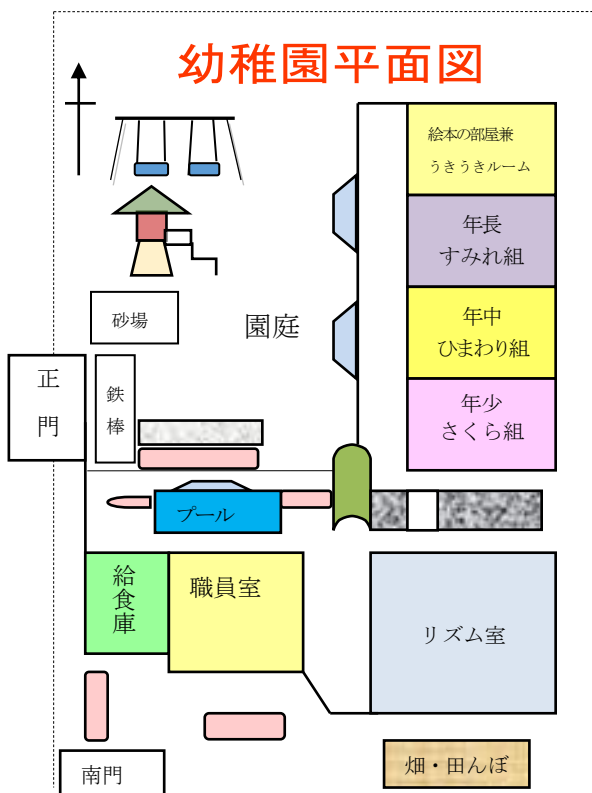 幼稚園平面図
絵本の部屋兼
うきうきルーム
年長
すみれ組
砂場
園庭
年中
ひまわり組
正
門
鉄
棒
年少
さくら組
プール
給
食
庫
職員室
リズム室
南門
畑・田んぼ